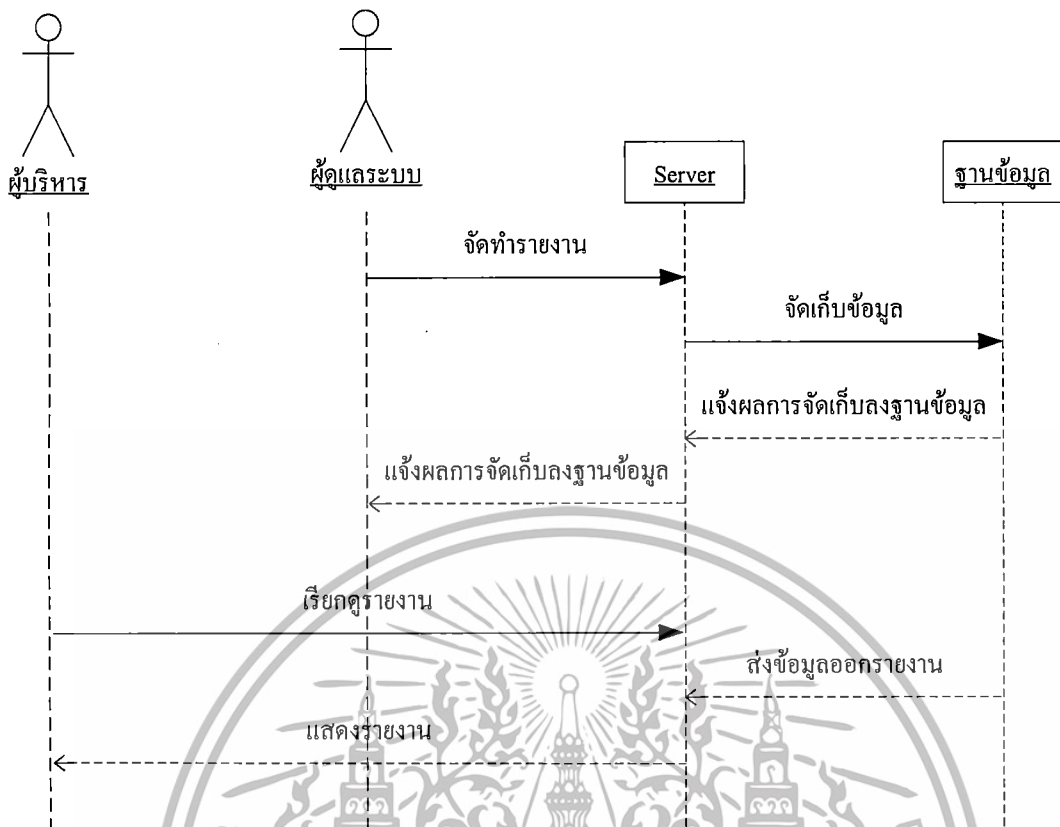 ผู้บริหาร
ผู้ดูแลระบบ
Server
ฐานข้อมูล
จัดทำรายงาน
จัดเก็บข้อมูล
แจ้งผลการจัดเก็บลงฐานข้อมูล
แจ้งผลการจัดเก็บลงฐานข้อมูล
เรียกดูรายงาน
ส่งข้อมูลออกรายงาน
แสดงรายงาน